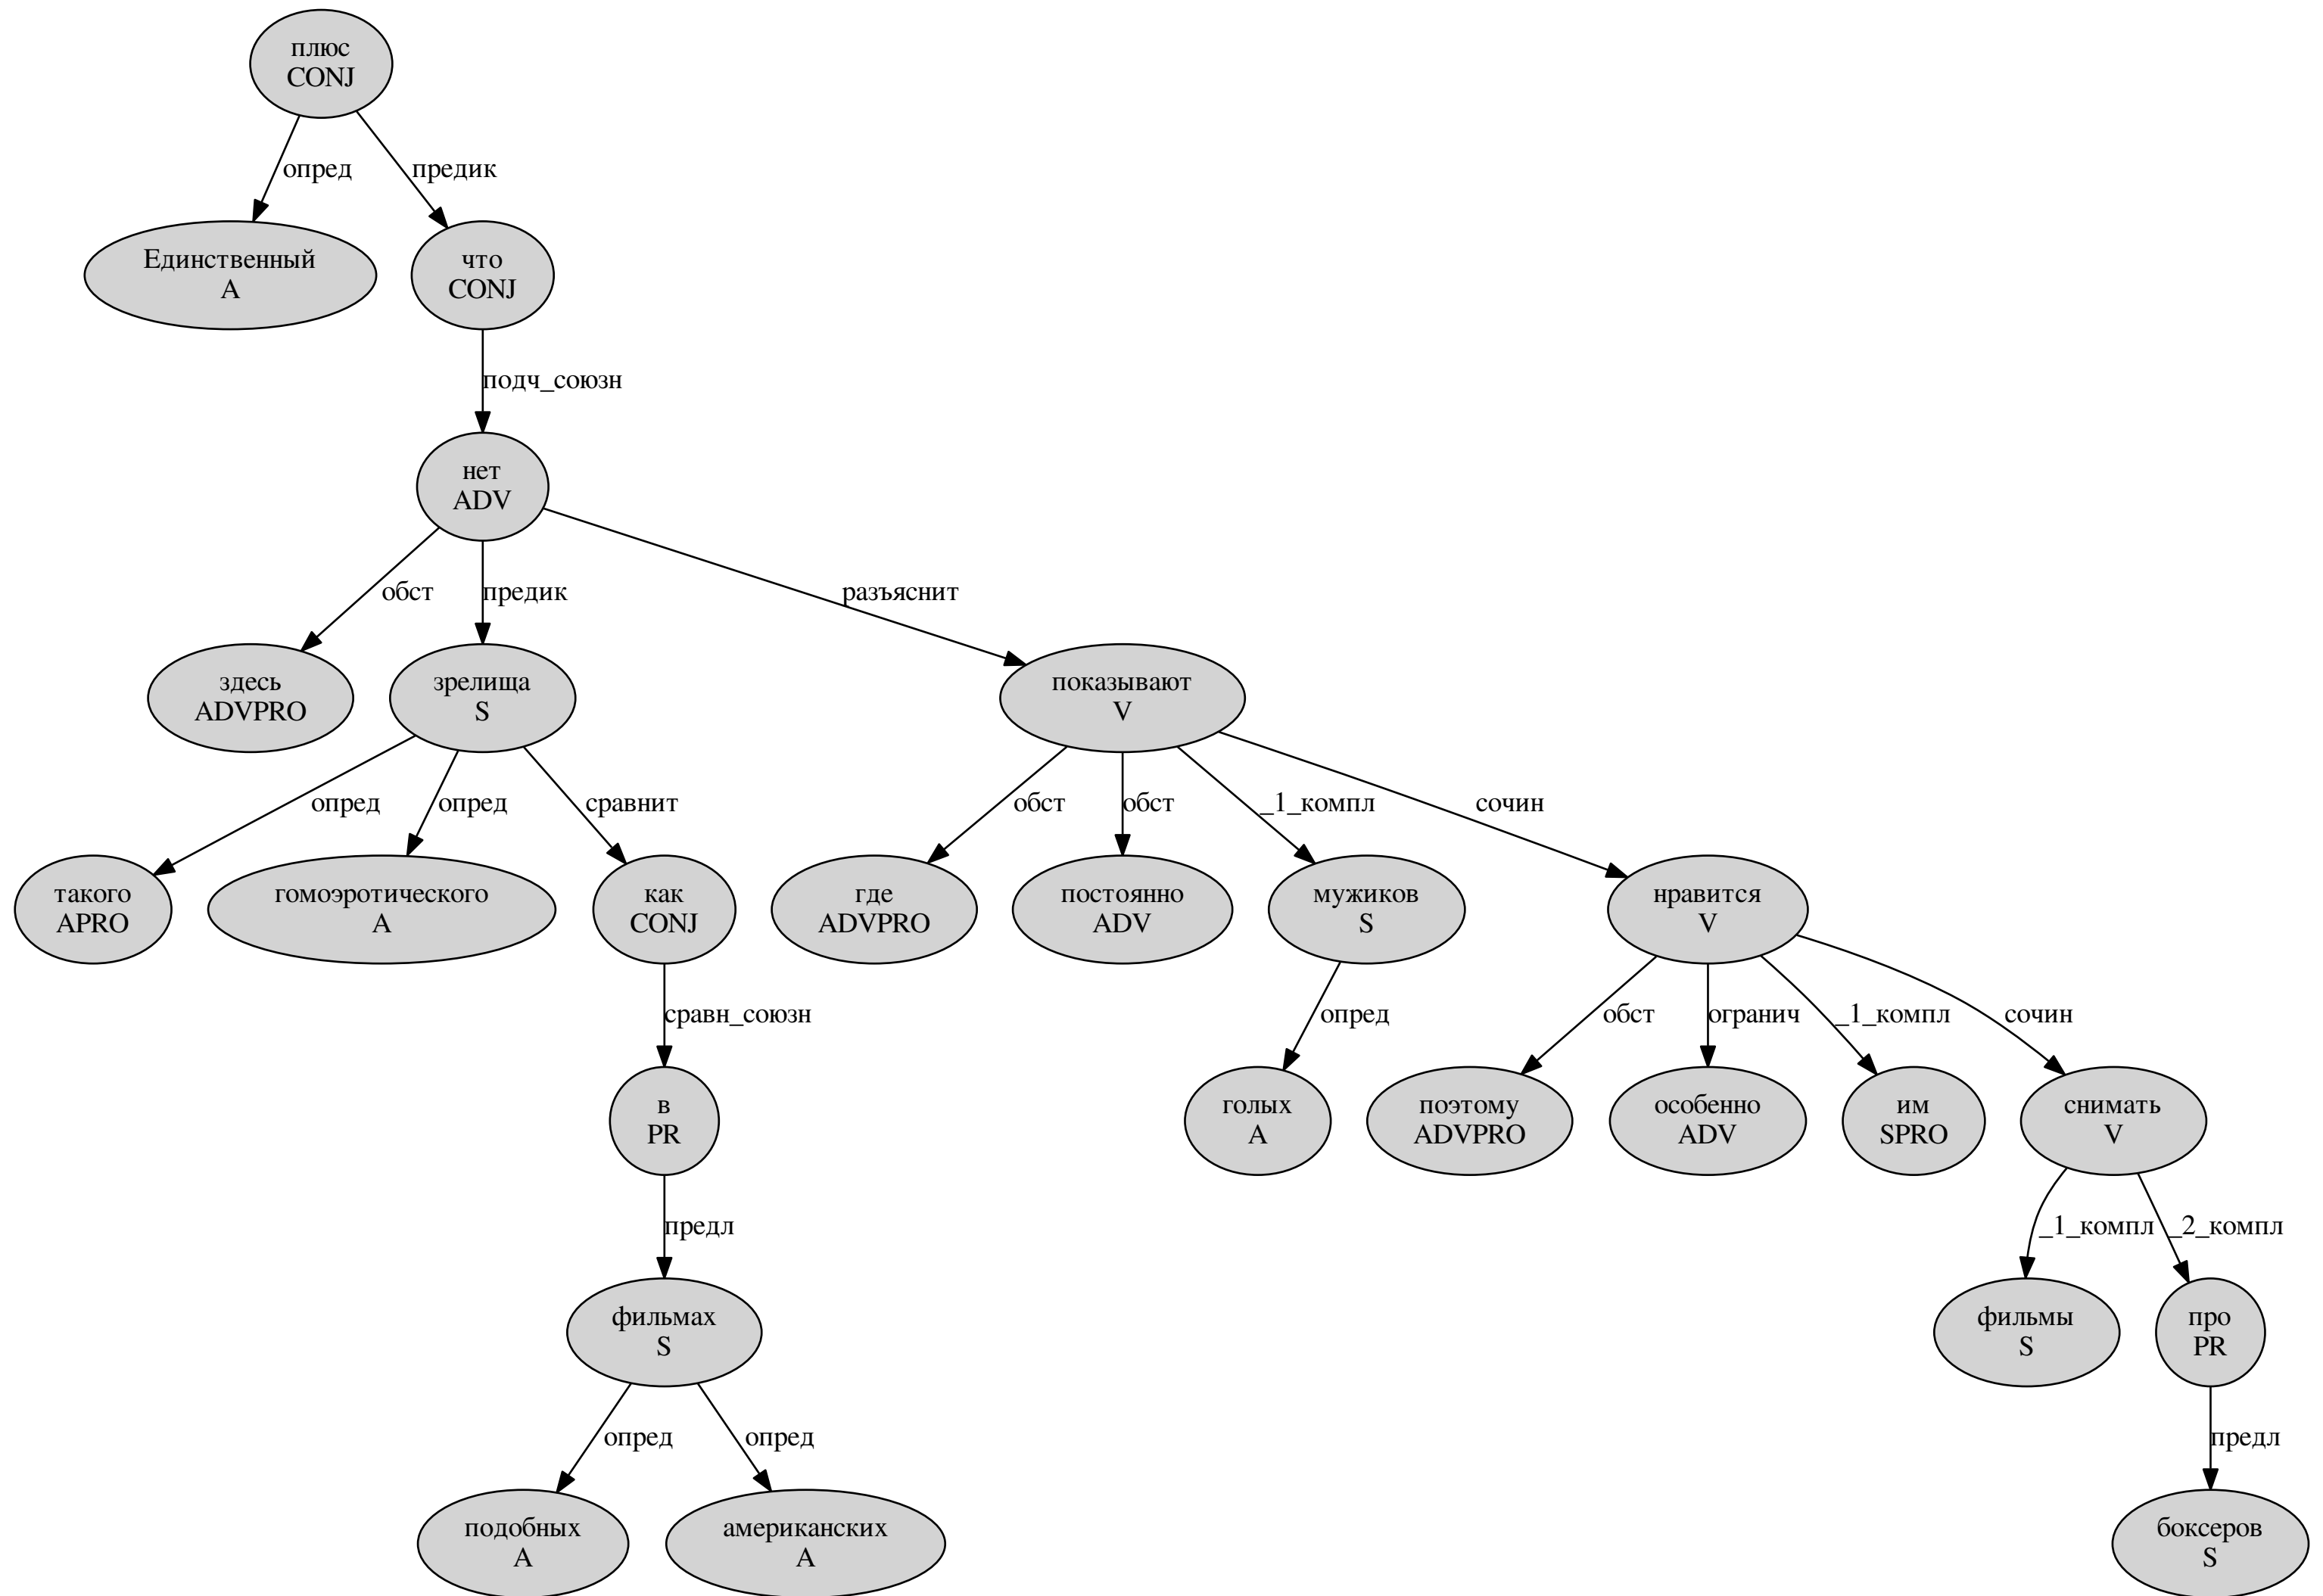 плюс
CONJ
опред
предик
Единственный
A
что
CONJ
подч_союзн
нет
ADV
обст
предик
разъяснит
здесь
ADVPRO
зрелища
S
показывают
V
опред
опред
сравнит
обст
обст
_1_компл
сочин
такого
APRO
гомоэротического
A
как
CONJ
где
ADVPRO
постоянно
ADV
мужиков
S
нравится
V
сравн_союзн
опред
обст
огранич
_1_компл
сочин
в
PR
голых
A
поэтому
ADVPRO
особенно
ADV
им
SPRO
снимать
V
предл
_1_компл
_2_компл
фильмах
S
фильмы
S
про
PR
опред
опред
предл
подобных
A
американских
A
боксеров
S